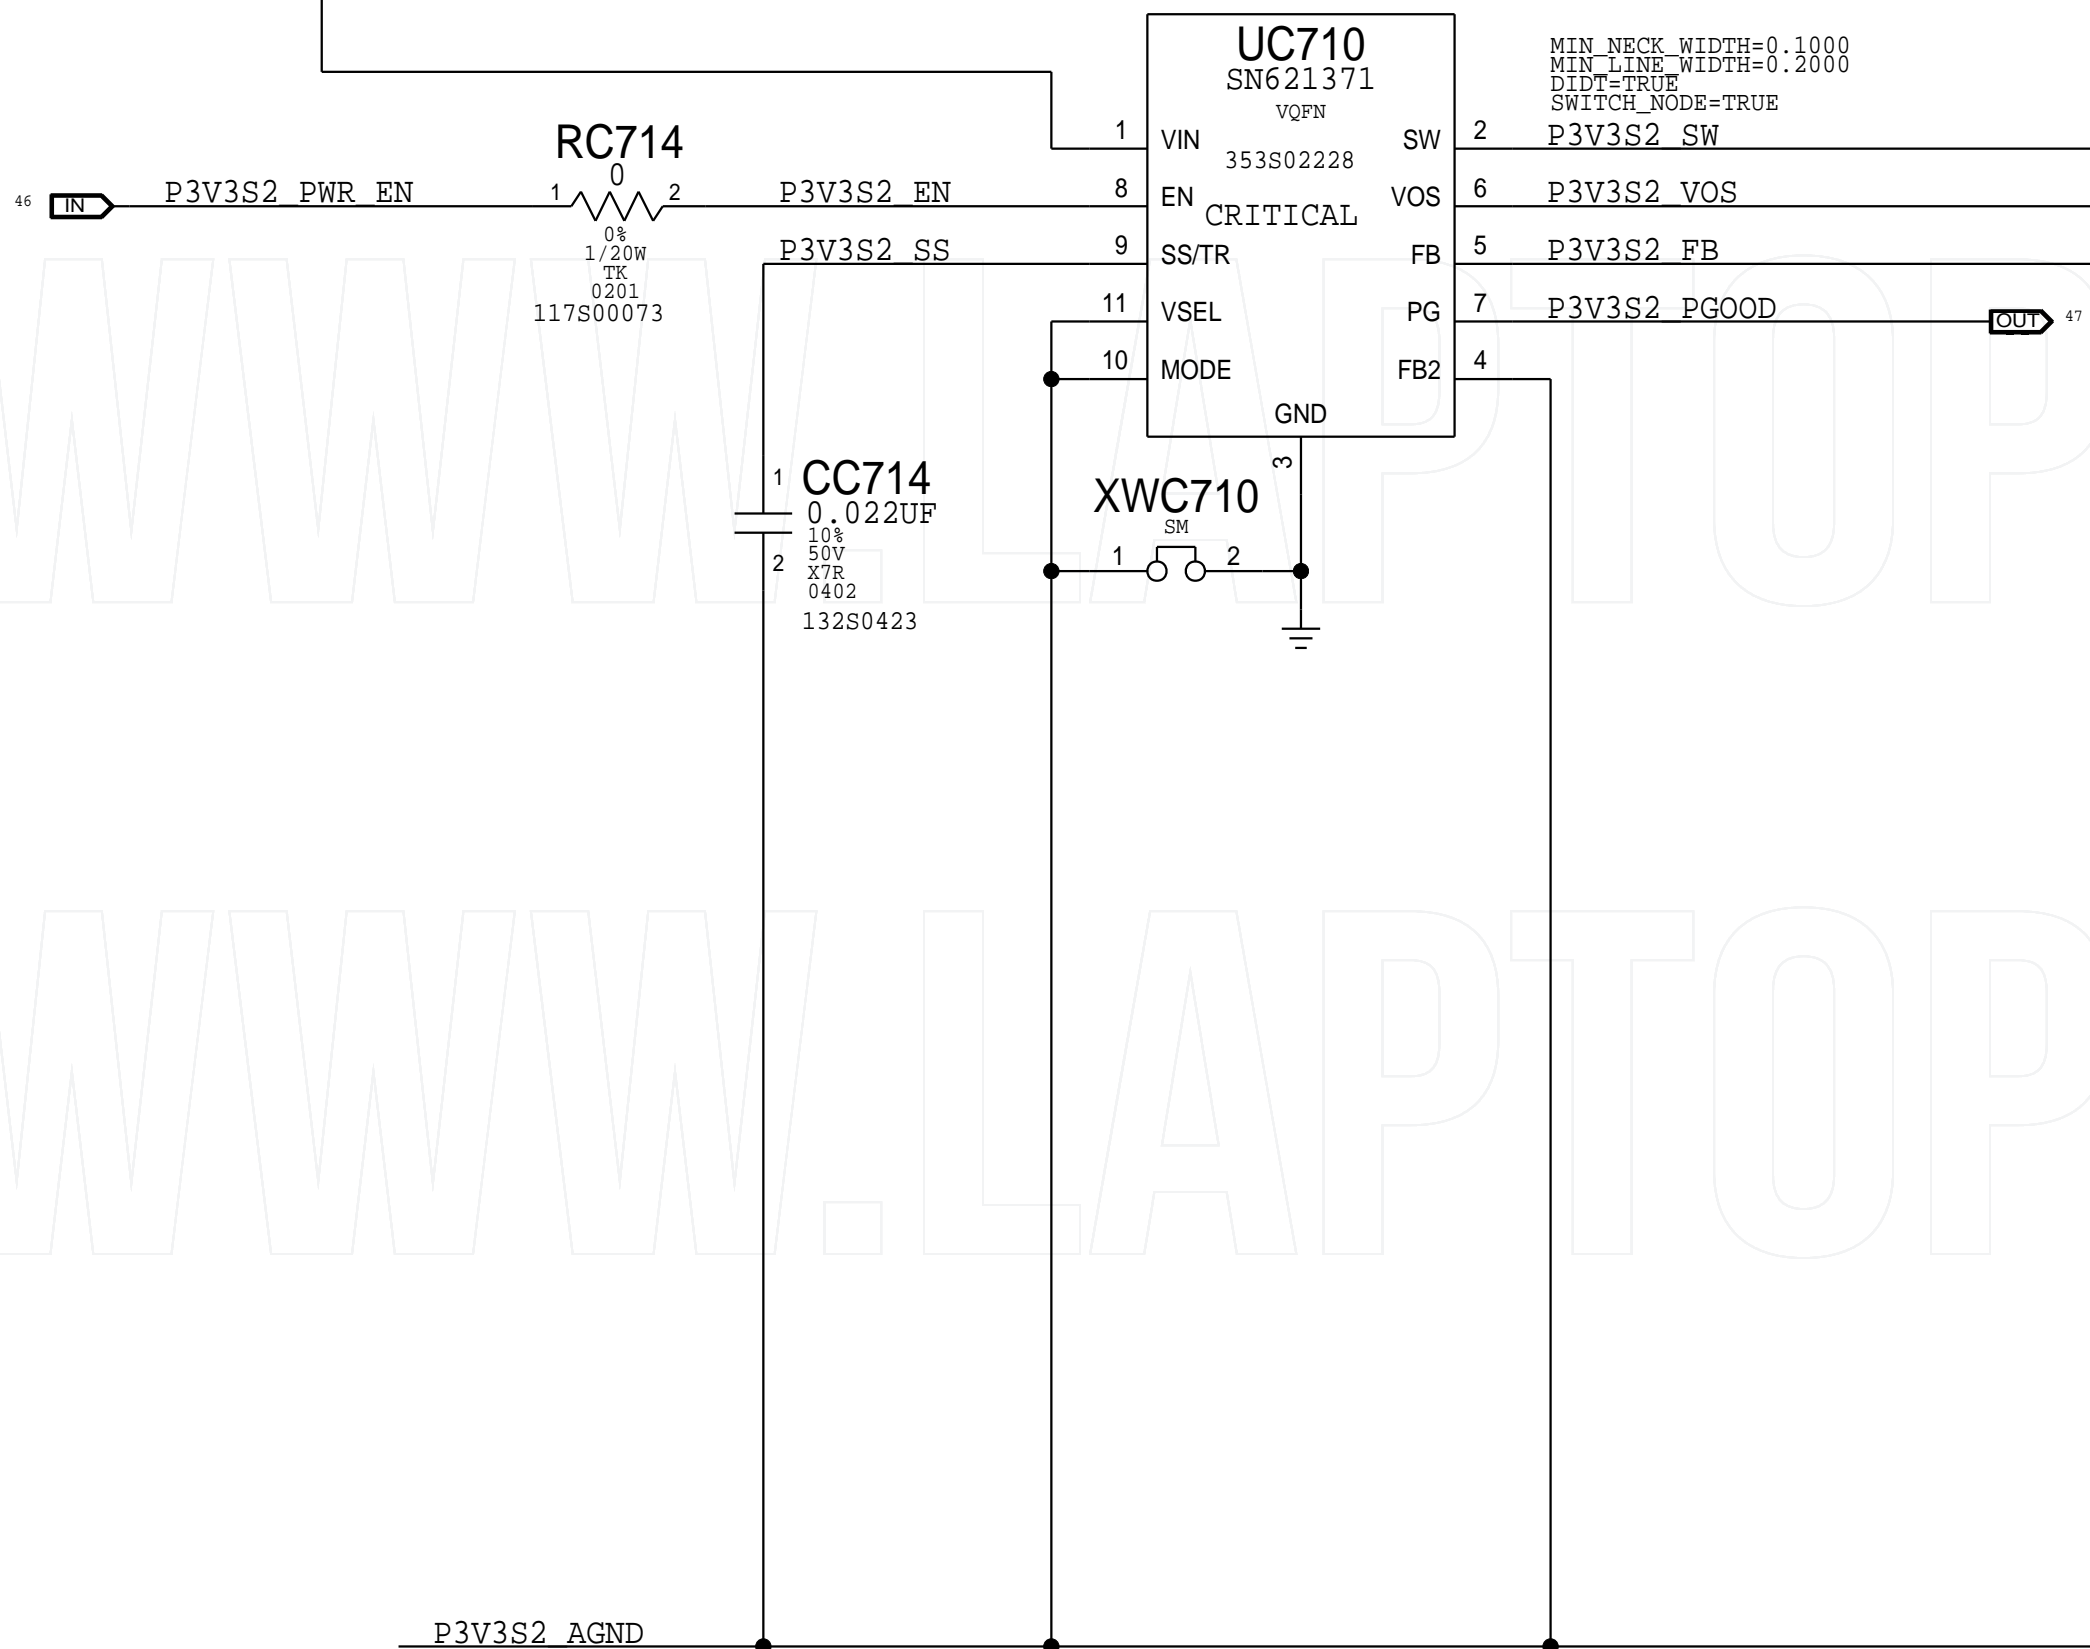 UC710
SN621371
VQFN
353S02228
CRITICAL
MIN_NECK_WIDTH=0.1000
MIN_LINE_WIDTH=0.2000
DIDT=TRUE
SWITCH_NODE=TRUE
1 VIN
SW 2 P3V3S2_SW
RC714
0
46 IN P3V3S2_PWR_EN 1 2 P3V3S2_EN 8 EN
VOS 6 P3V3S2_VOS
0%
1/20W
TK
0201
117S00073
P3V3S2_SS 9 SS/TR
FB 5 P3V3S2_FB
11 VSEL
PG 7 P3V3S2_PGOOD OUT 47
10 MODE
FB2 4
GND
3
1 CC714
0.022UF
10%
50V
2 X7R
0402
132S0423
XWC710
SM
1 2
WWW.LAPTOP
WWW.LAPTOP
P3V3S2_AGND